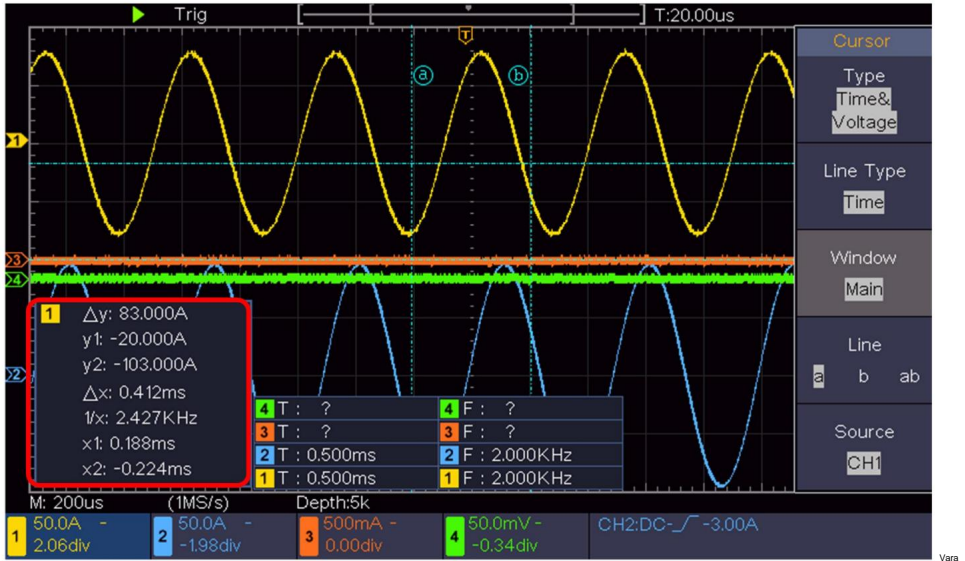 Trig
T:20.00us
T
Cursor
Type
Time&
Voltage
Line Type
Time
Window
Main
Line
a b ab
Source
CH1
a
b
1
3
4
2
1 △y: 83.000A
y1: -20.000A
y2: -103.000A
△x: 0.412ms
1/x: 2.427KHz
x1: 0.188ms
x2: -0.224ms
4 T : ? 4 F : ?
3 T : ? 3 F : ?
2 T : 0.500ms 2 F : 2.000KHz
1 T : 0.500ms 1 F : 2.000KHz
M: 200us (1MS/s) Depth:5k
1 50.0A - 2 50.0A - 3 500mA - 4 50.0mV - CH2:DC- -3.00A
2.06div -1.98div 0.00div -0.34div
Vara